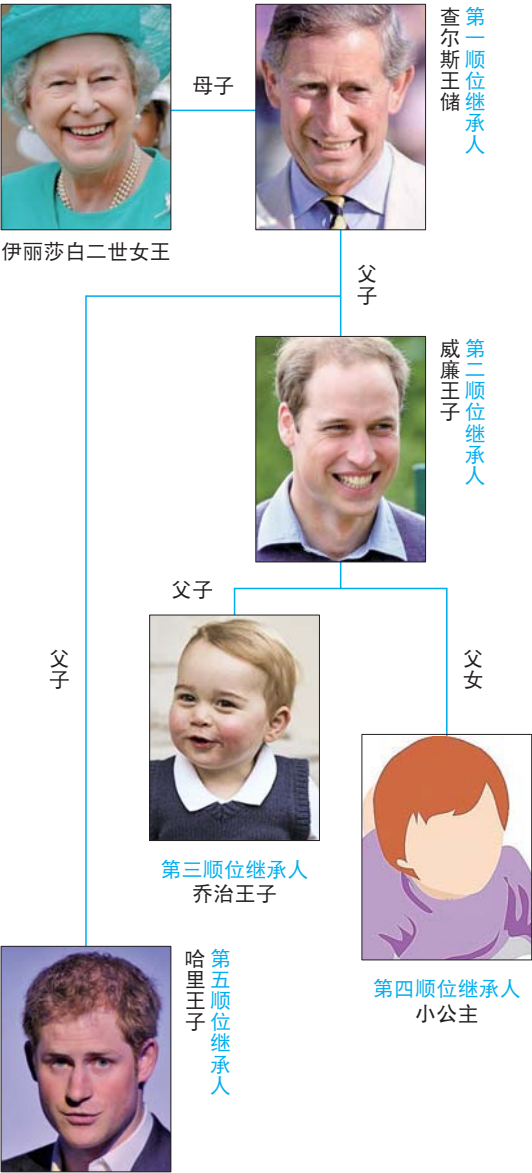 母子
第一顺位继承人
查尔斯王储
伊丽莎白二世女王
父子
第二顺位继承人
威廉王子
父子
父子
父女
第三顺位继承人
乔治王子
第四顺位继承人
小公主
第五顺位继承人
哈里王子